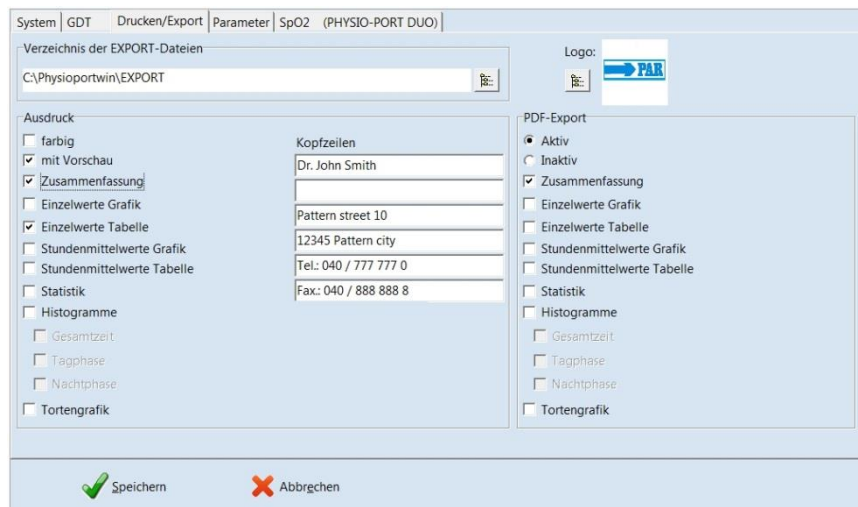 System GDT Drucken/Export Parameter SpO2 (PHYSIO-PORT DUO)
Verzeichnis der EXPORT-Dateien
C:\Physioportwin\EXPORT
Logo:
PAR
Ausdruck
farbig
mit Vorschau
Zusammenfassung
Einzelwerte Grafik
Einzelwerte Tabelle
Stundenmittelwerte Grafik
Stundenmittelwerte Tabelle
Statistik
Histogramme
Gesamtzeit
Tagphase
Nachtphase
Tortengrafik
Kopfzeilen
Dr. John Smith
Pattern street 10
12345 Pattern city
Tel.: 040 / 777 777 0
Fax.: 040 / 888 888 8
PDF-Export
Aktiv
Inaktiv
Zusammenfassung
Einzelwerte Grafik
Einzelwerte Tabelle
Stundenmittelwerte Grafik
Stundenmittelwerte Tabelle
Statistik
Histogramme
Gesamtzeit
Tagphase
Nachtphase
Tortengrafik
Speichern Abbrechen